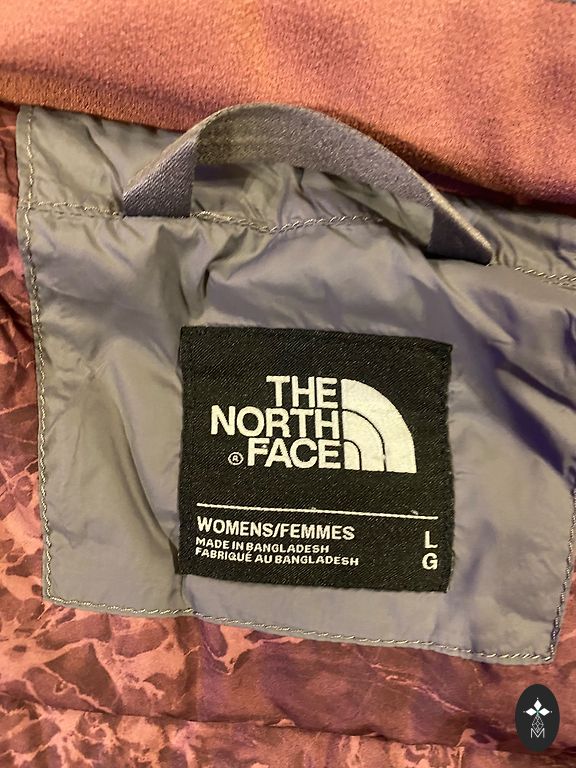 THE
NORTH
® FACE
WOMENS/FEMMES
MADE IN BANGLADESH
FABRIQUÉ AU BANGLADESH
L
G
M